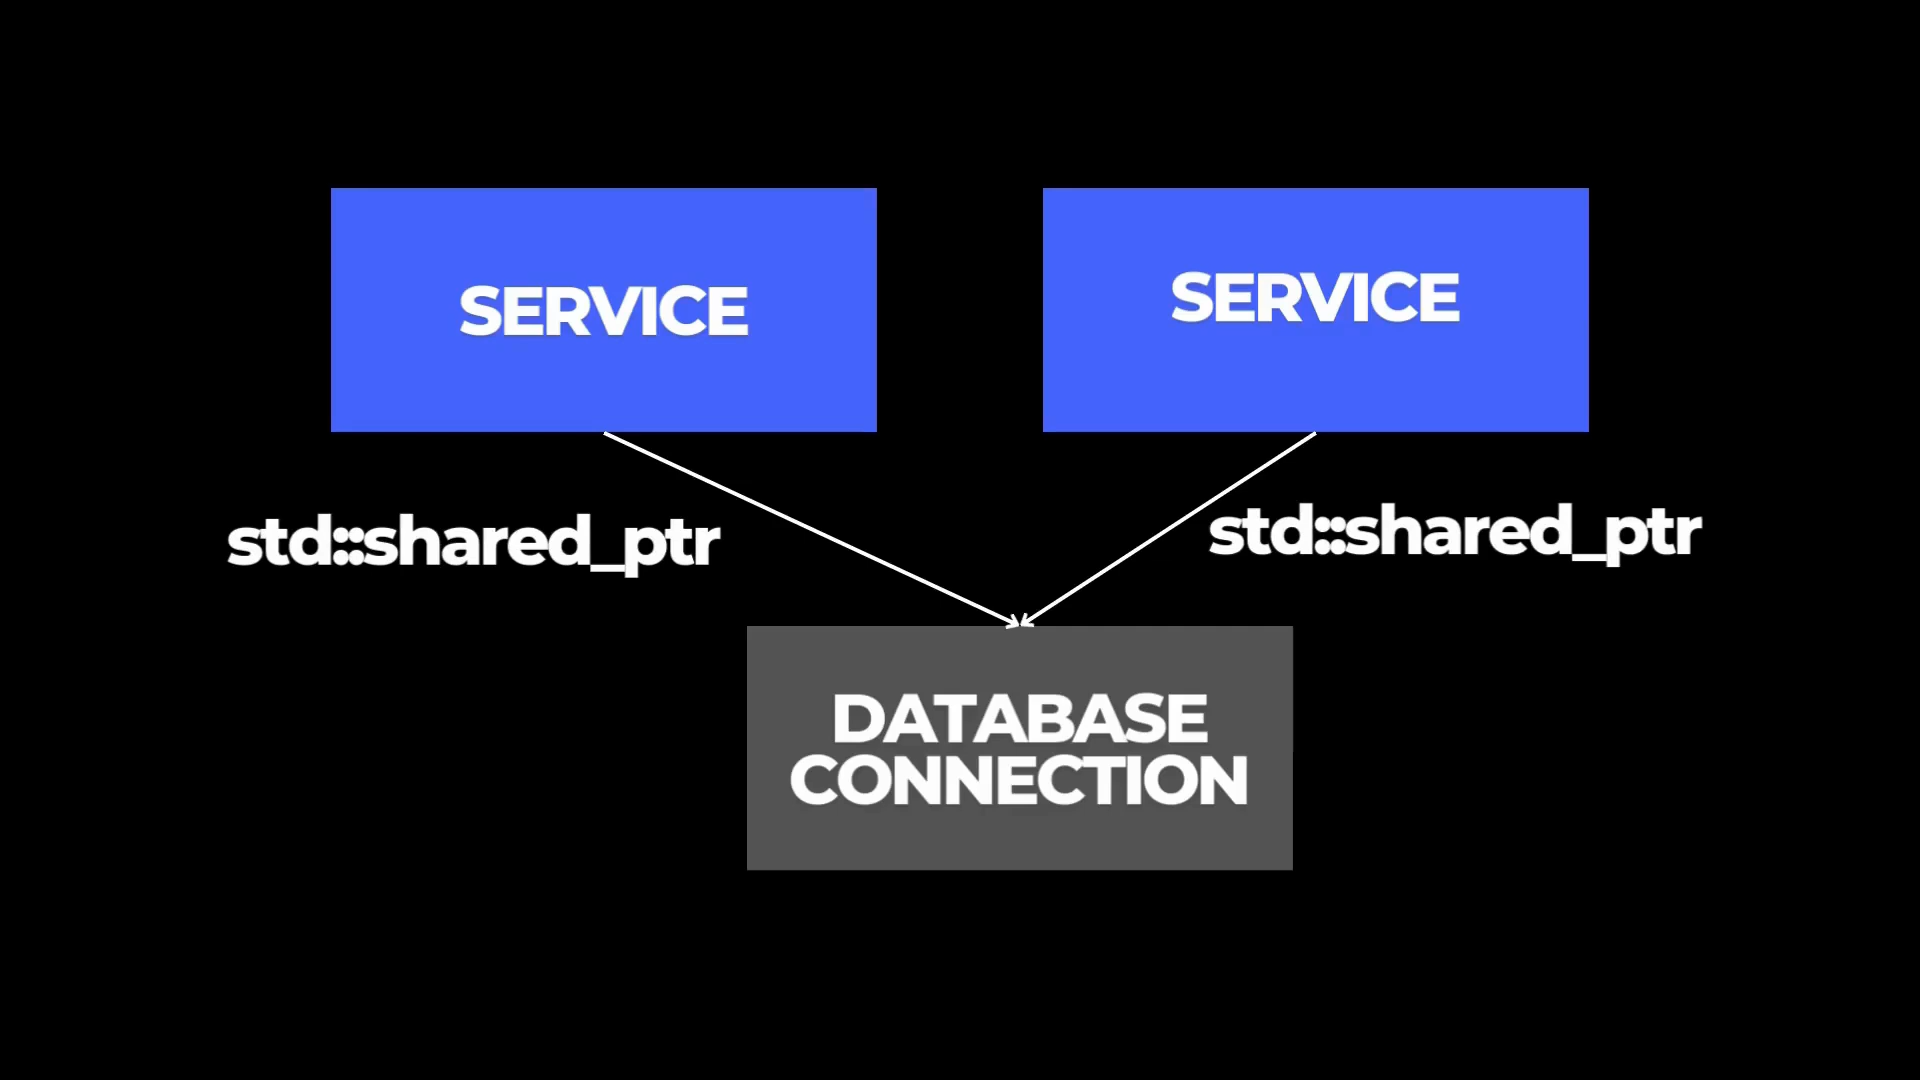 SERVICE
SERVICE
std::shared_ptr
std::shared_ptr
DATABASE
CONNECTION